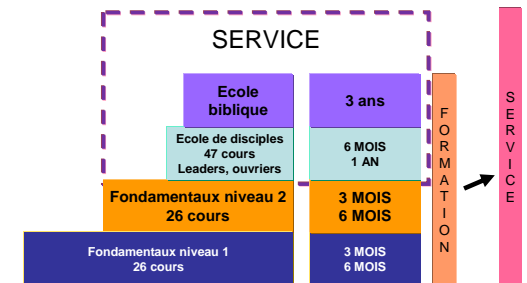 SERVICE
Ecole
biblique
3 ans
Ecole de disciples
47 cours
Leaders, ouvriers
6 MOIS
1 AN
Fondamentaux niveau 2
26 cours
3 MOIS
6 MOIS
Fondamentaux niveau 1
26 cours
3 MOIS
6 MOIS
FORMATION
SERVICE